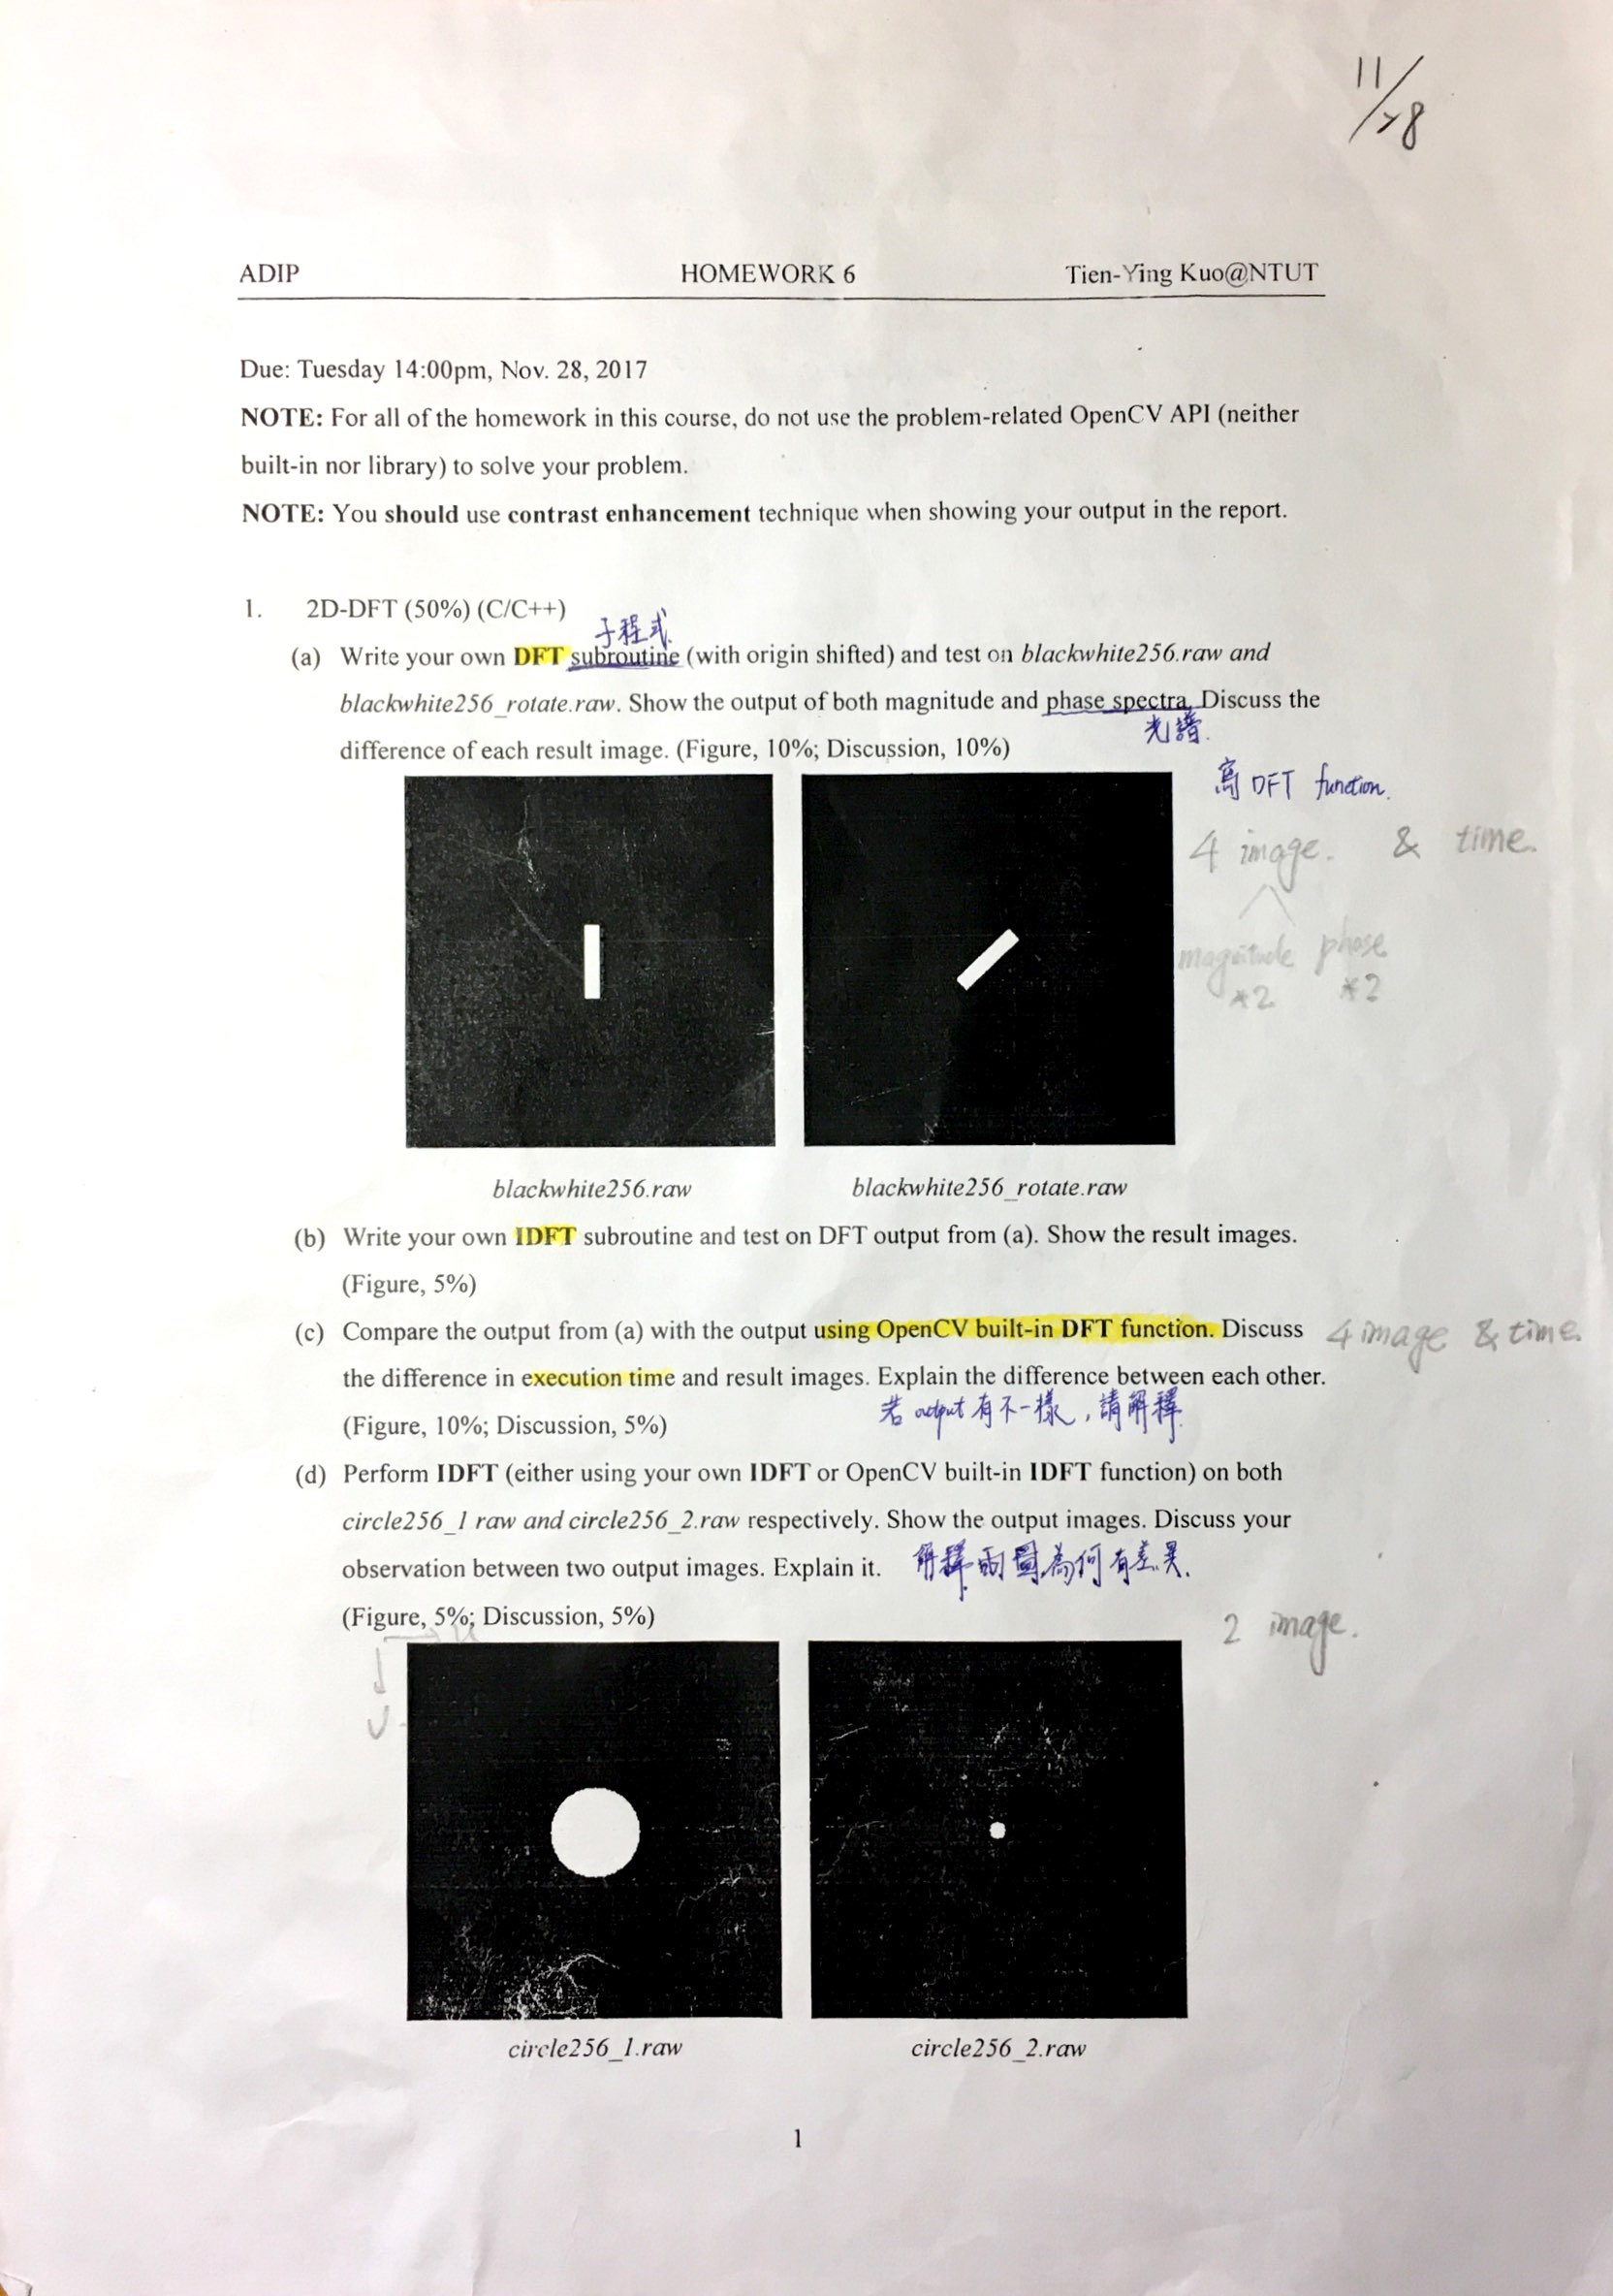 11/28
ADIP HOMEWORK 6 Tien-Ying Kuo@NTUT
Due: Tuesday 14:00pm, Nov. 28, 2017
NOTE: For all of the homework in this course, do not use the problem-related OpenCV API (neither
built-in nor library) to solve your problem.
NOTE: You should use contrast enhancement technique when showing your output in the report.
1. 2D-DFT (50%) (C/C++)
子程式
(a) Write your own DFT subroutine (with origin shifted) and test on blackwhite256.raw and
blackwhite256_rotate.raw. Show the output of both magnitude and phase spectra. Discuss the
光譜.
difference of each result image. (Figure, 10%; Discussion, 10%)
寫 DFT function.
4 image. & time.
magnitude phase
*2 *2
blackwhite256.raw blackwhite256_rotate.raw
(b) Write your own IDFT subroutine and test on DFT output from (a). Show the result images.
(Figure, 5%)
(c) Compare the output from (a) with the output using OpenCV built-in DFT function. Discuss 4 image & time.
the difference in execution time and result images. Explain the difference between each other.
若 output 有不一樣，請解釋
(Figure, 10%; Discussion, 5%)
(d) Perform IDFT (either using your own IDFT or OpenCV built-in IDFT function) on both
circle256_1 raw and circle256_2.raw respectively. Show the output images. Discuss your
observation between two output images. Explain it. 解釋兩圖為何有差異.
(Figure, 5%; Discussion, 5%)
2 image.
u
v.
circle256_1.raw circle256_2.raw
1